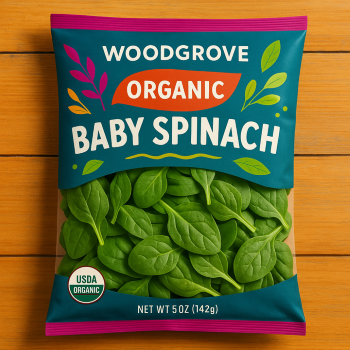 WOODGROVE
ORGANIC
BABY SPINACH
USDA
ORGANIC
NET WT 5 OZ (142g)